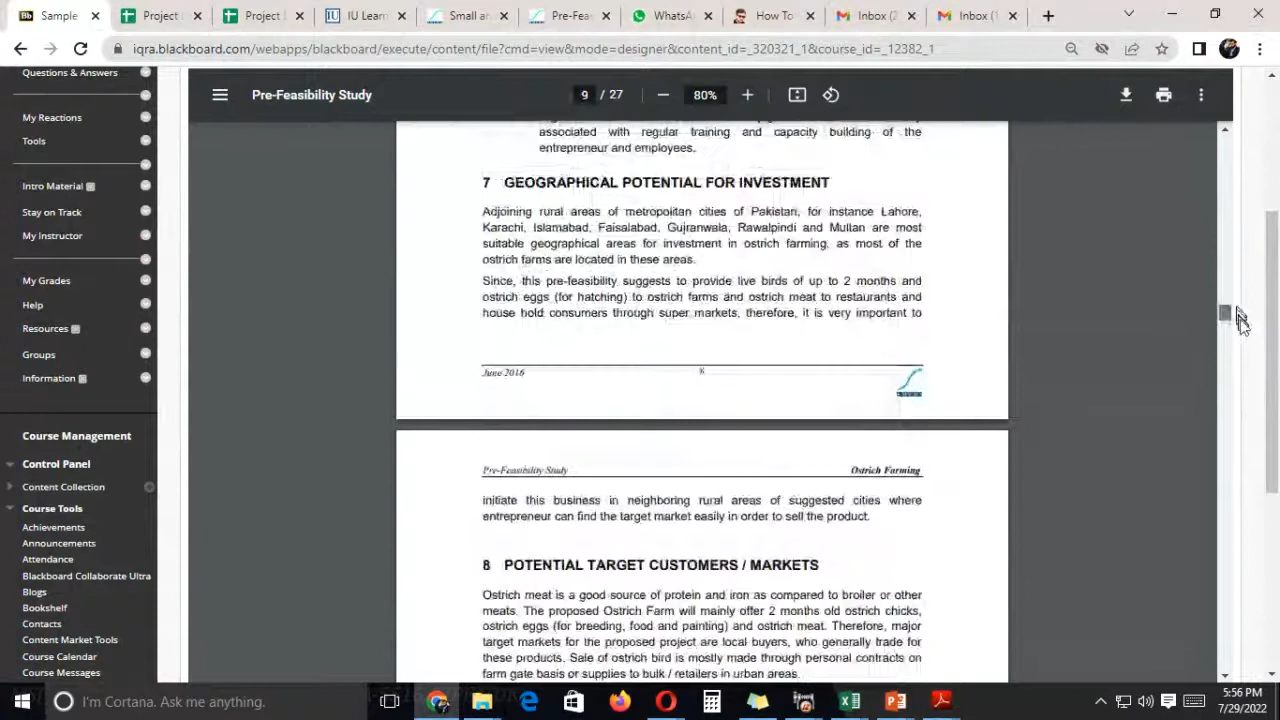 Sample
Project
Project
IU Learn
Small ar
Pre-Feas
WhatsA
How To
Inbox (2
Inbox (1
iqra.blackboard.com/webapps/blackboard/execute/content/file?cmd=view&mode=designer&content_id=_320321_1&course_id=_12382_1
Questions & Answers
My Reactions
Tools
Intro Material
Stay on Track
My Instructor
My Grades
Help
Resources
Groups
Information
Course Management
Control Panel
Content Collection
Course Tools
Achievements
Announcements
Attendance
Blackboard Collaborate Ultra
Blogs
Bookshelf
Contacts
Content Market Tools
Course Calendar
Course Messages
Pre-Feasibility Study
9 / 27
80%
associated with regular training and capacity building of the
entrepreneur and employees.
7 GEOGRAPHICAL POTENTIAL FOR INVESTMENT
Adjoining rural areas of metropolitan cities of Pakistan, for instance Lahore,
Karachi, Islamabad, Faisalabad, Gujranwala, Rawalpindi and Multan are most
suitable geographical areas for investment in ostrich farming, as most of the
ostrich farms are located in these areas.
Since, this pre-feasibility suggests to provide live birds of up to 2 months and
ostrich eggs (for hatching) to ostrich farms and ostrich meat to restaurants and
house hold consumers through super markets, therefore, it is very important to
June 2016
8
Pre-Feasibility Study
Ostrich Farming
initiate this business in neighboring rural areas of suggested cities where
entrepreneur can find the target market easily in order to sell the product.
8 POTENTIAL TARGET CUSTOMERS / MARKETS
Ostrich meat is a good source of protein and iron as compared to broiler or other
meats. The proposed Ostrich Farm will mainly offer 2 months old ostrich chicks,
ostrich eggs (for breeding, food and painting) and ostrich meat. Therefore, major
target markets for the proposed project are local buyers, who generally trade for
these products. Sale of ostrich bird is mostly made through personal contracts on
farm gate basis or supplies to bulk / retailers in urban areas.
I'm Cortana. Ask me anything.
5:56 PM
7/29/2022